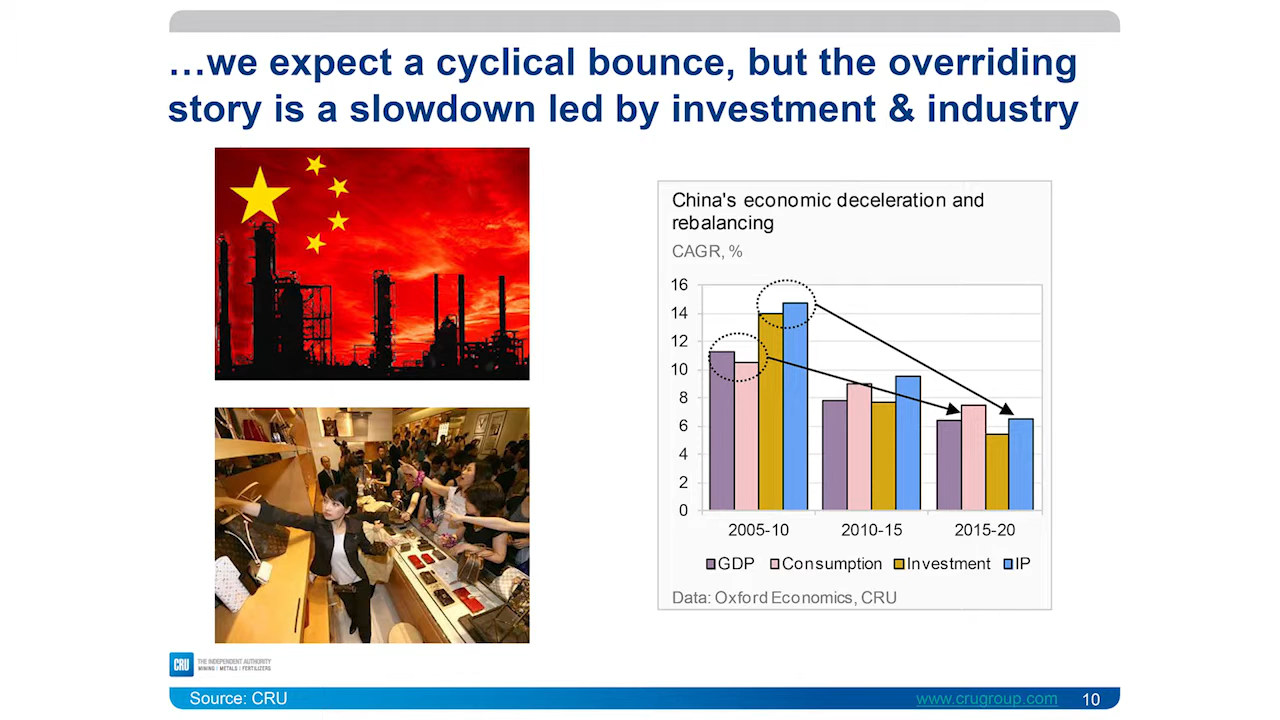 …we expect a cyclical bounce, but the overriding
story is a slowdown led by investment & industry
China's economic deceleration and
rebalancing
CAGR, %
16
14
12
10
8
6
4
2
0
2005-10 2010-15 2015-20
GDP Consumption Investment IP
Data: Oxford Economics, CRU
CRU
THE INDEPENDENT AUTHORITY
MINING | METALS | FERTILIZERS
Source: CRU www.crugroup.com 10